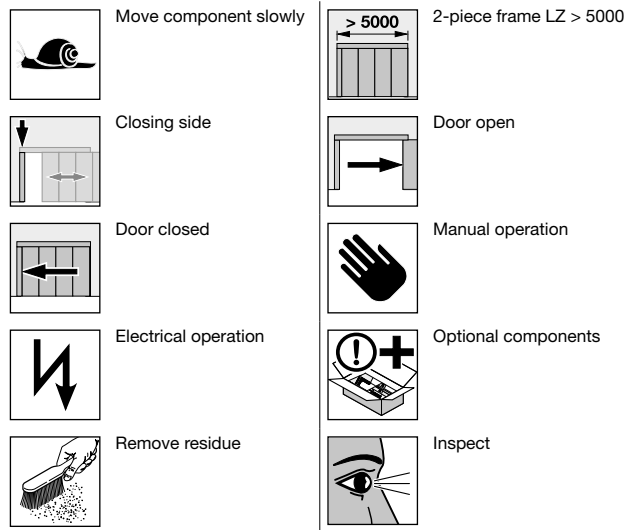 Move component slowly
Closing side
Door closed
Electrical operation
Remove residue
> 5000
2-piece frame LZ > 5000
Door open
Manual operation
Optional components
Inspect